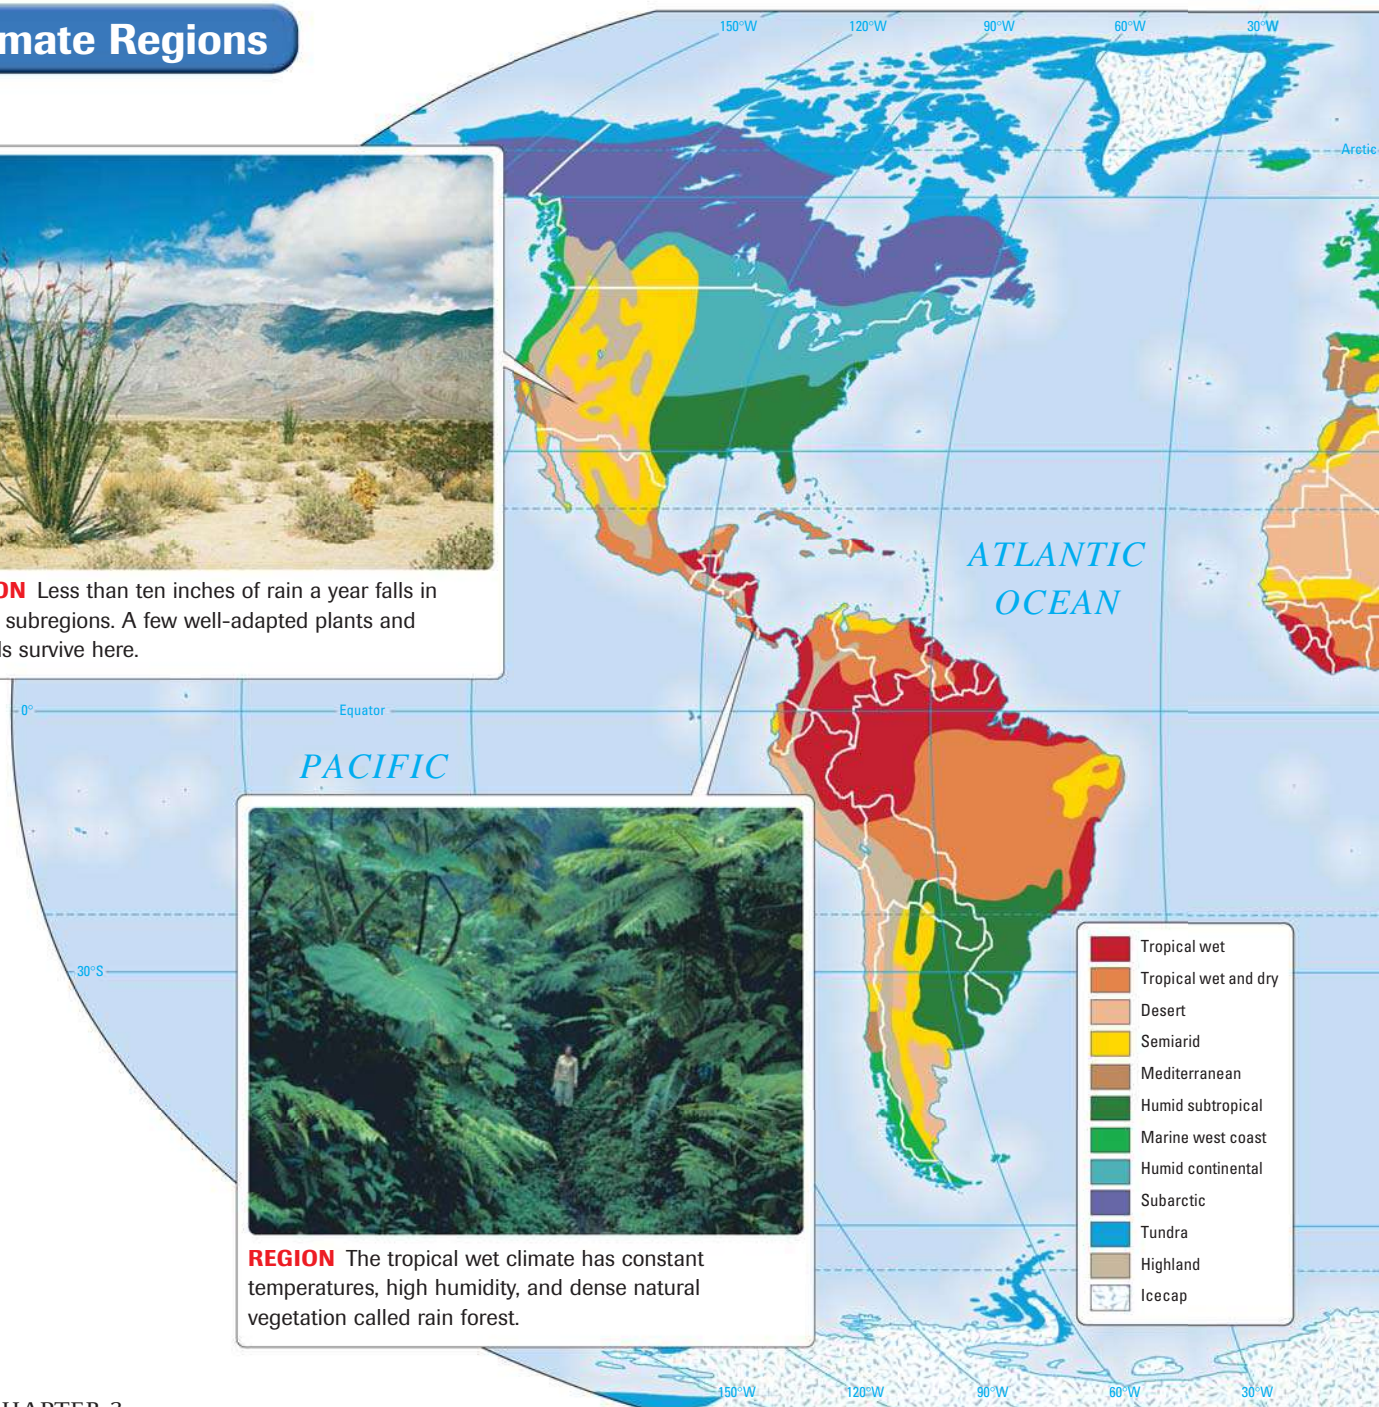 mate Regions
150°W 120°W 90°W 60°W 30°W
Arctic
ON Less than ten inches of rain a year falls in
subregions. A few well-adapted plants and
ls survive here.
ATLANTIC
OCEAN
0° Equator
PACIFIC
30°S
Tropical wet
Tropical wet and dry
Desert
Semiarid
Mediterranean
Humid subtropical
Marine west coast
Humid continental
Subarctic
Tundra
Highland
Icecap
REGION The tropical wet climate has constant
temperatures, high humidity, and dense natural
vegetation called rain forest.
150°W 120°W 90°W 60°W 30°W
HAPTER 3